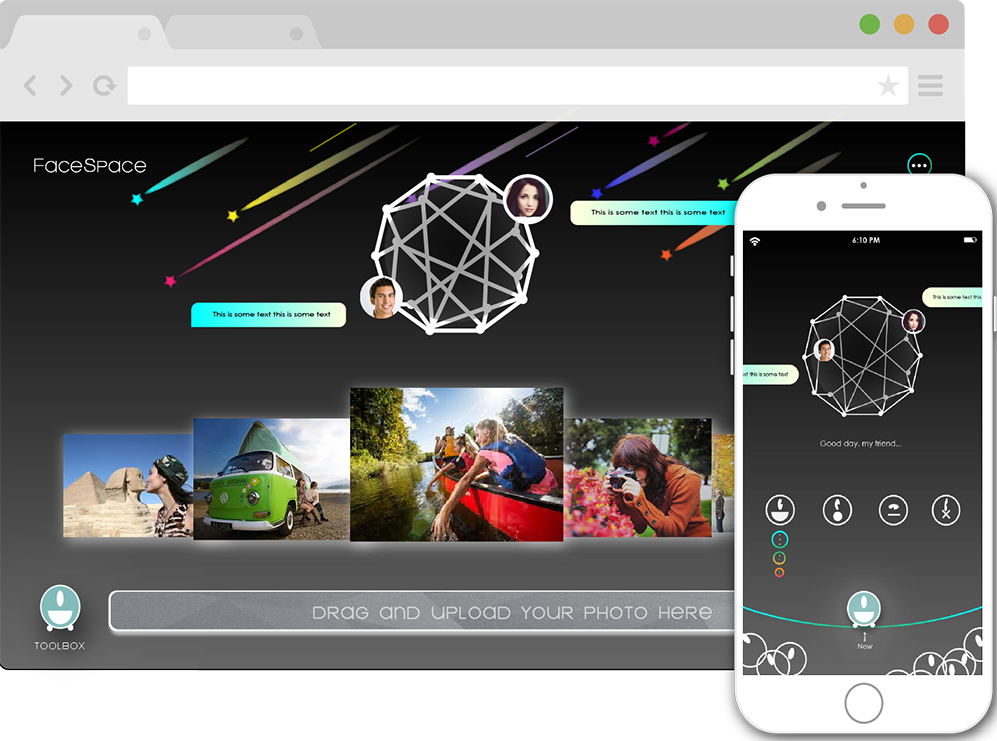 FaceSpace
This is some text this is some text
This is some text this is some text
DRAG AND UPLOAD YOUR PHOTO HERE
TOOLBOX
6:10 PM
This is some text this
text this is some text
Good day, my friend...
New